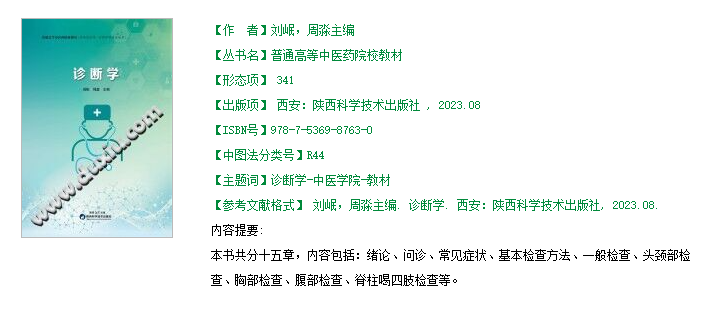 诊断学
www.duxiu.com
【作　者】刘岷，周淼主编
【丛书名】普通高等中医药院校教材
【形态项】 341
【出版项】 西安：陕西科学技术出版社 , 2023.08
【ISBN号】978-7-5369-8763-0
【中图法分类号】R44
【主题词】诊断学-中医学院-教材
【参考文献格式】 刘岷，周淼主编. 诊断学. 西安：陕西科学技术出版社, 2023.08.
内容提要:
本书共分十五章，内容包括：绪论、问诊、常见症状、基本检查方法、一般检查、头颈部检
查、胸部检查、腹部检查、脊柱喝四肢检查等。